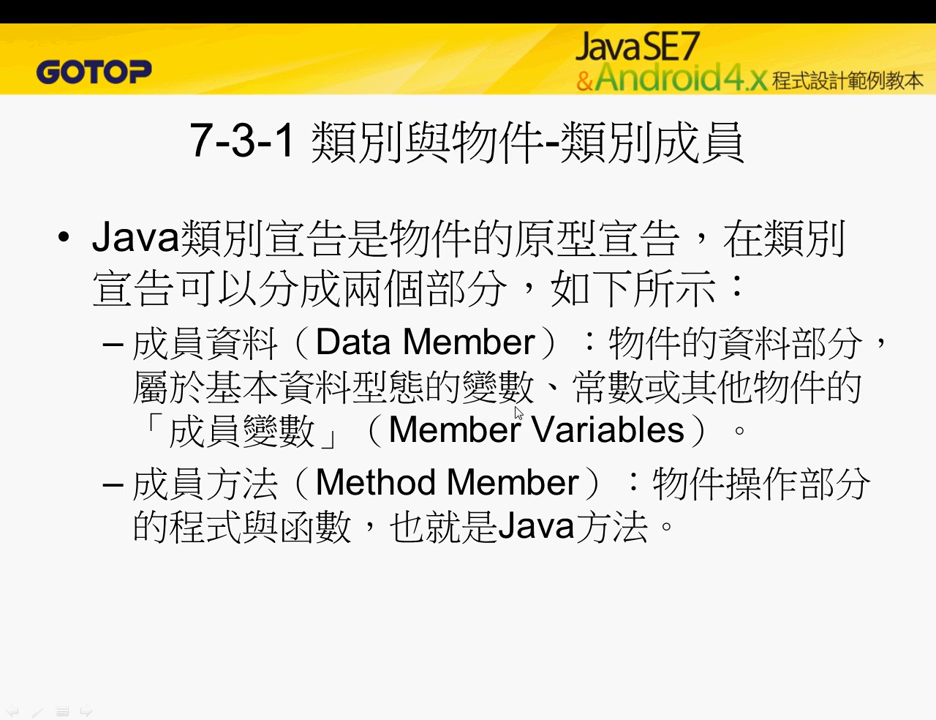 GOTOP
Java SE 7
&Android 4.x 程式設計範例教本
7-3-1 類別與物件-類別成員
• Java類別宣告是物件的原型宣告，在類別
宣告可以分成兩個部分，如下所示：
– 成員資料（Data Member）：物件的資料部分，
屬於基本資料型態的變數、常數或其他物件的
「成員變數」（Member Variables）。
– 成員方法（Method Member）：物件操作部分
的程式與函數，也就是Java方法。